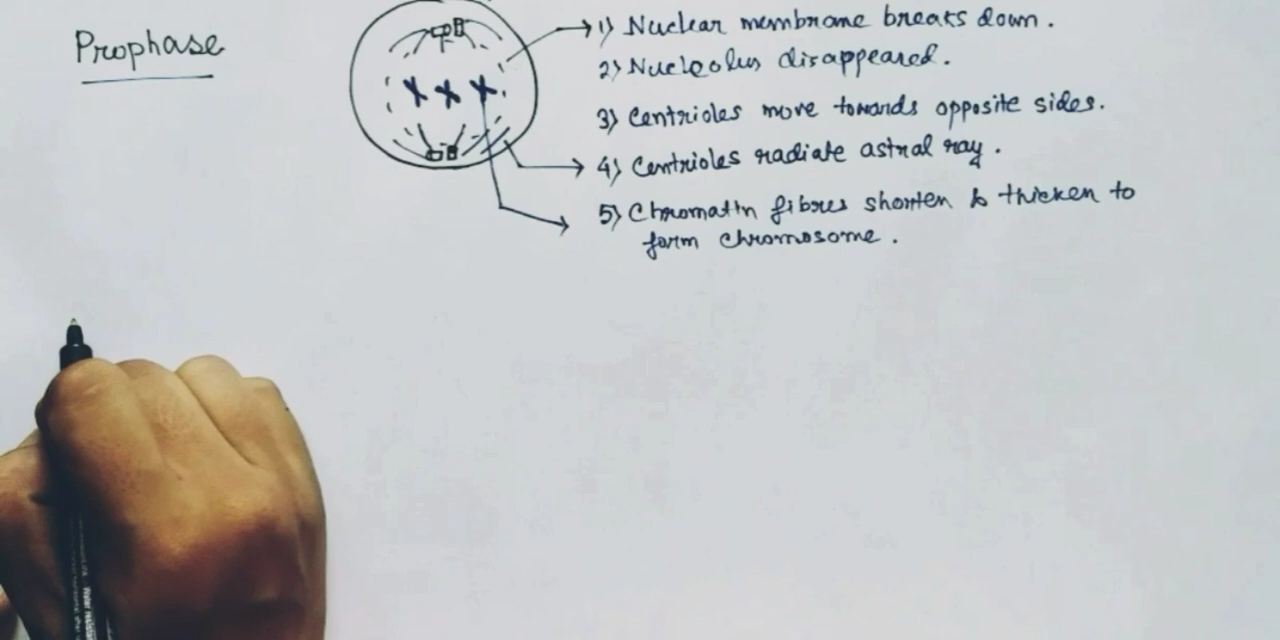 Prophase
1) Nuclear membrane breaks down.
2) Nucleolus disappeared.
3) Centrioles move towards opposite sides.
4) Centrioles radiate astral ray.
5) Chromatin fibres shorten & thicken to
form chromosome.